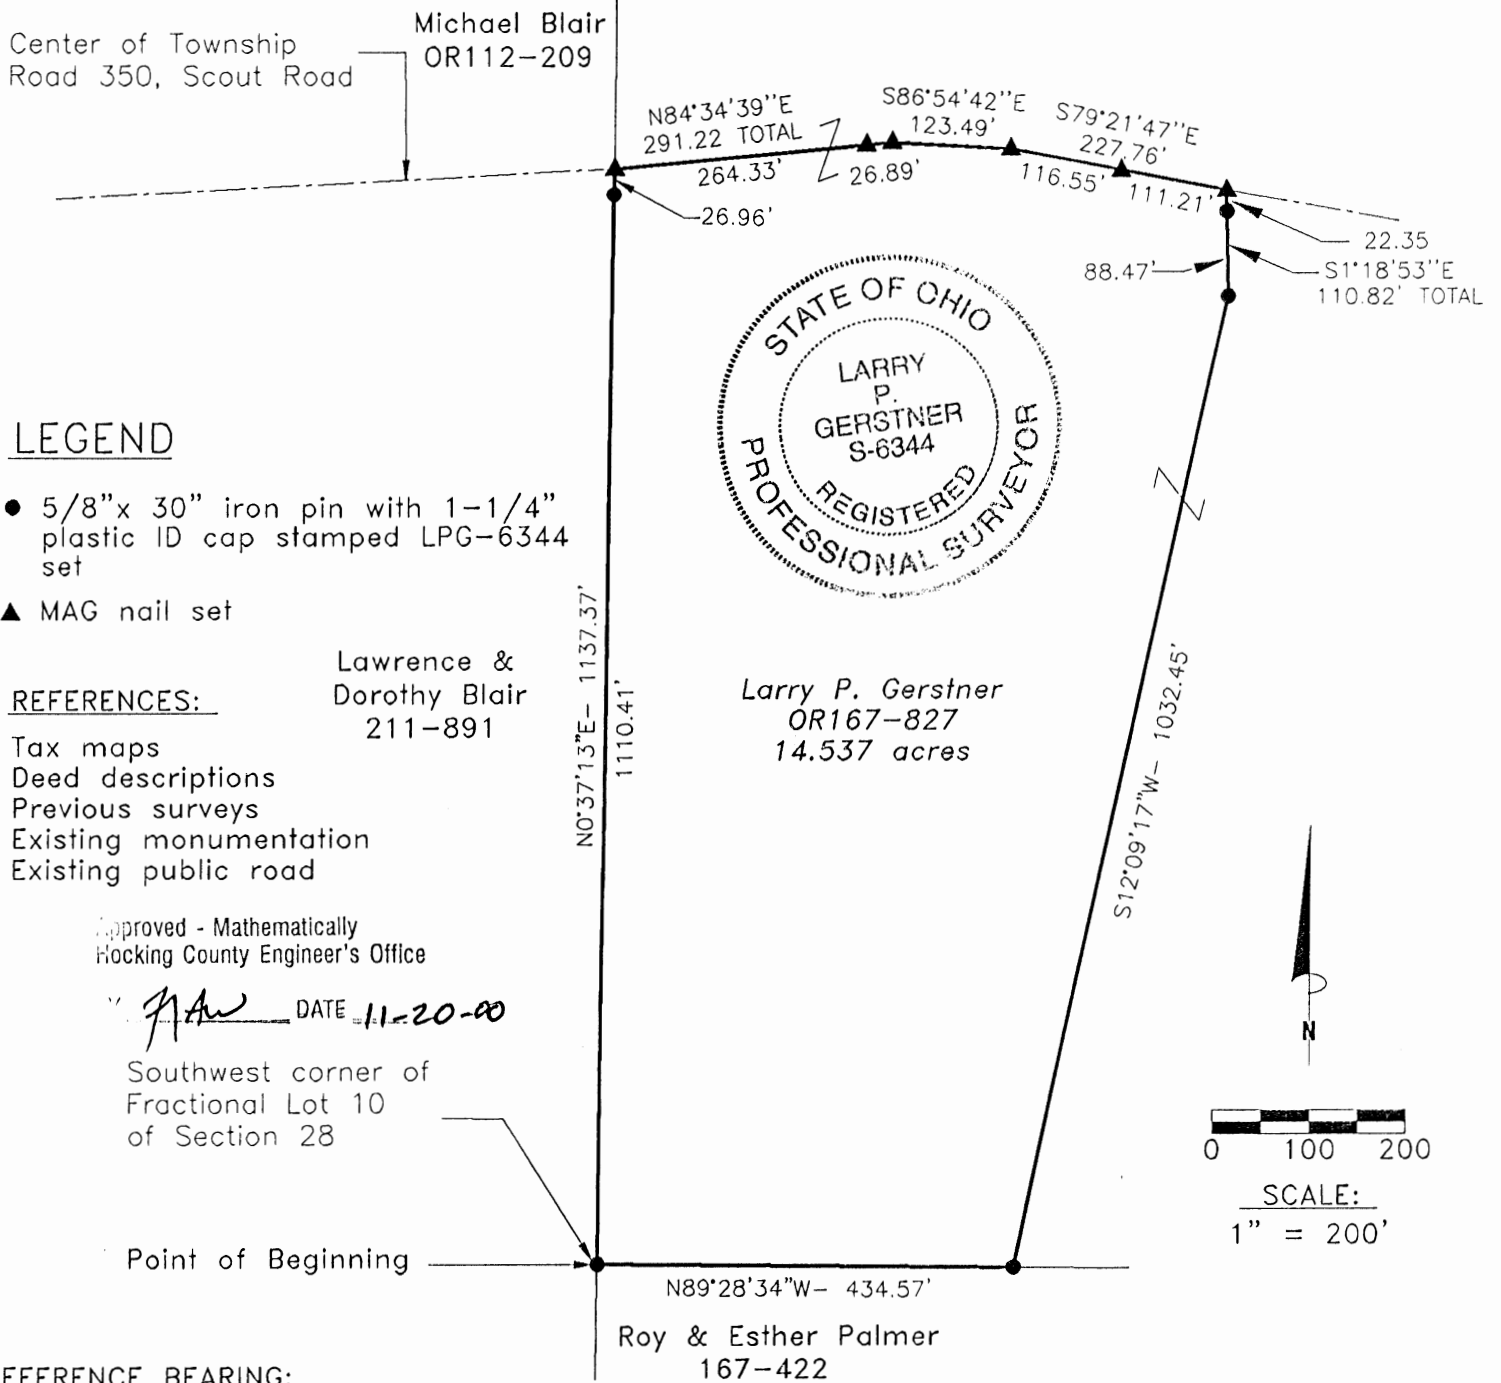 Center of Township
Road 350, Scout Road
Michael Blair
OR112-209
N84°34'39"E
291.22 TOTAL
264.33'
26.89'
S86°54'42"E
123.49'
S79°21'47"E
227.76'
116.55'
111.21'
26.96'
22.35
88.47'
S1°18'53"E
110.82' TOTAL
STATE OF OHIO
PROFESSIONAL SURVEYOR
LARRY
P.
GERSTNER
S-6344
REGISTERED
LEGEND
5/8"x 30" iron pin with 1-1/4"
plastic ID cap stamped LPG-6344
set
MAG nail set
REFERENCES:
Tax maps
Deed descriptions
Previous surveys
Existing monumentation
Existing public road
Lawrence &
Dorothy Blair
211-891
N0°37'13"E- 1137.37'
1110.41'
Larry P. Gerstner
OR167-827
14.537 acres
S12°09'17"W- 1032.45'
Approved - Mathematically
Hocking County Engineer's Office
DATE 11-20-00
Southwest corner of
Fractional Lot 10
of Section 28
Point of Beginning
N89°28'34"W- 434.57'
Roy & Esther Palmer
167-422
N
0 100 200
SCALE:
1" = 200'
EFERENCE BEARING: